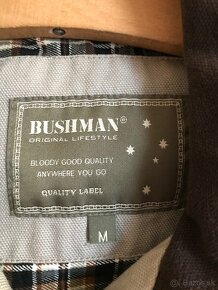 BUSHMAN®
ORIGINAL LIFESTYLE
BLOODY GOOD QUALITY
ANYWHERE YOU GO
QUALITY LABEL
M